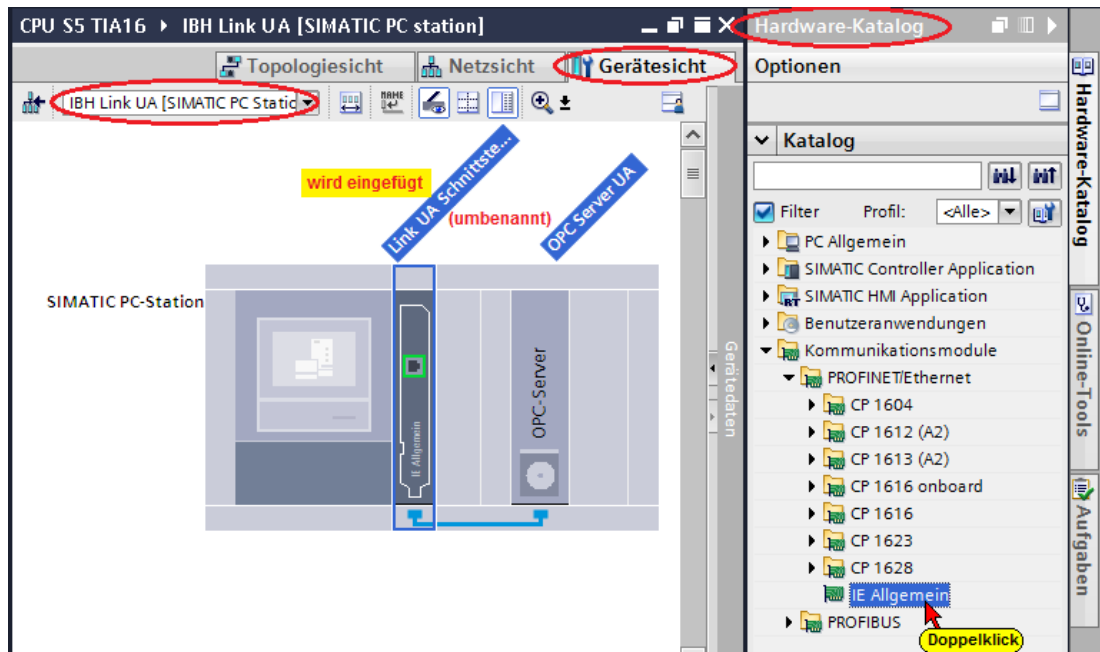 CPU S5 TIA16 ▸ IBH Link UA [SIMATIC PC station]
Topologiesicht
Netzsicht
Gerätesicht
IBH Link UA [SIMATIC PC Static
NAME
wird eingefügt
Link UA Schnittste...
(umbenannt)
OPC Server UA
SIMATIC PC-Station
IE Allgemein
OPC-Server
Gerätedaten
Hardware-Katalog
Optionen
Katalog
Filter
Profil:
<Alle>
PC Allgemein
SIMATIC Controller Application
SIMATIC HMI Application
Benutzeranwendungen
Kommunikationsmodule
PROFINET/Ethernet
CP 1604
CP 1612 (A2)
CP 1613 (A2)
CP 1616 onboard
CP 1616
CP 1623
CP 1628
IE Allgemein
PROFIBUS
Doppelklick
Hardware-Katalog
Online-Tools
Aufgaben